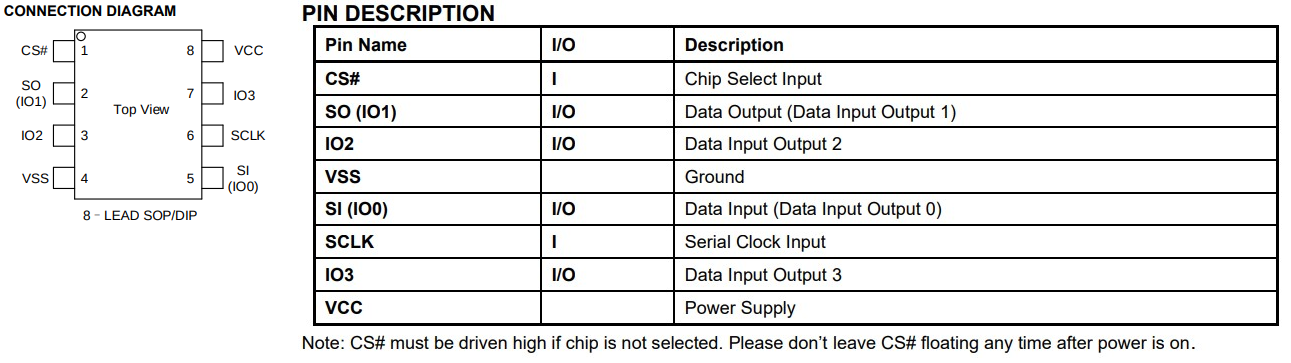 CONNECTION DIAGRAM
CS# 1 8 VCC
SO
(IO1) 2 7 IO3
Top View
IO2 3 6 SCLK
VSS 4 5 SI
(IO0)
8 - LEAD SOP/DIP
PIN DESCRIPTION
Pin Name I/O Description
CS# I Chip Select Input
SO (IO1) I/O Data Output (Data Input Output 1)
IO2 I/O Data Input Output 2
VSS Ground
SI (IO0) I/O Data Input (Data Input Output 0)
SCLK I Serial Clock Input
IO3 I/O Data Input Output 3
VCC Power Supply
Note: CS# must be driven high if chip is not selected. Please don’t leave CS# floating any time after power is on.